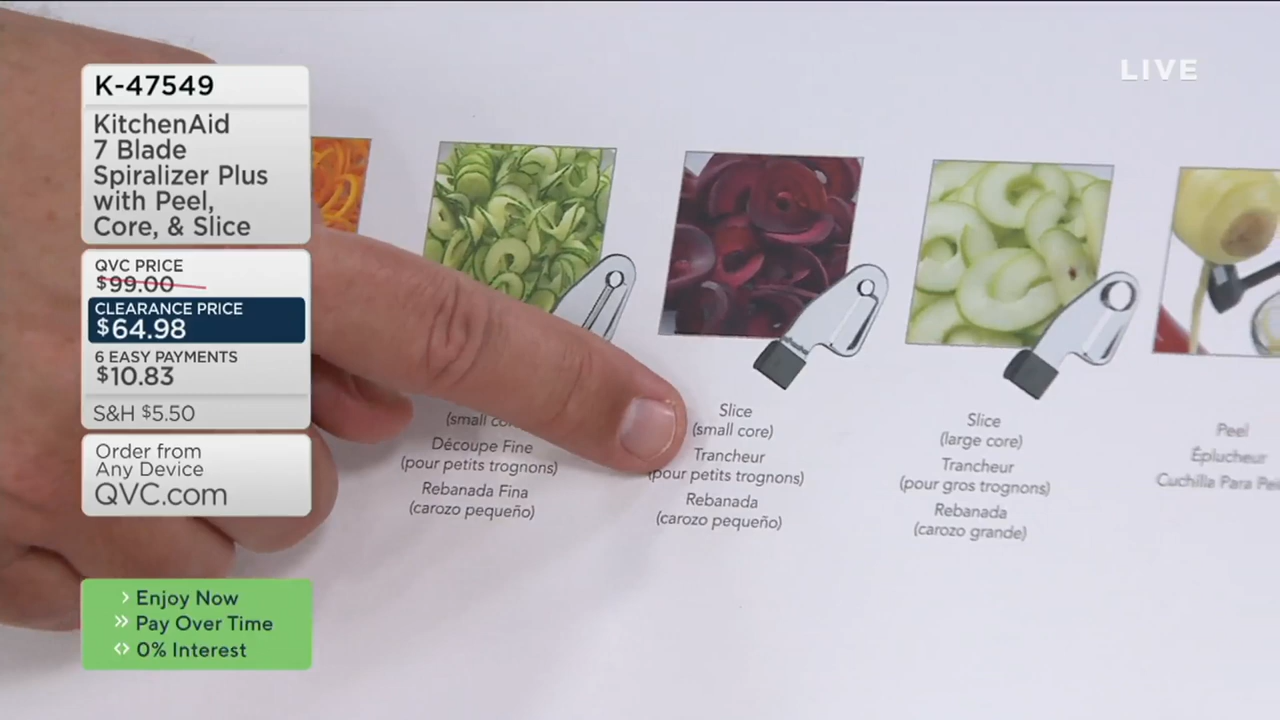 LIVE
K-47549
KitchenAid
7 Blade
Spiralizer Plus
with Peel,
Core, & Slice
QVC PRICE
$99.00
CLEARANCE PRICE
$64.98
6 EASY PAYMENTS
$10.83
S&H $5.50
Order from
Any Device
QVC.com
Enjoy Now
Pay Over Time
0% Interest
(small
Découpe Fine
(pour petits trognons)
Rebanada Fina
(carozo pequeño)
Slice
(small core)
Trancheur
(pour petits trognons)
Rebanada
(carozo pequeño)
Slice
(large core)
Trancheur
(pour gros trognons)
Rebanada
(carozo grande)
Peel
Éplucheur
Cuchilla Para